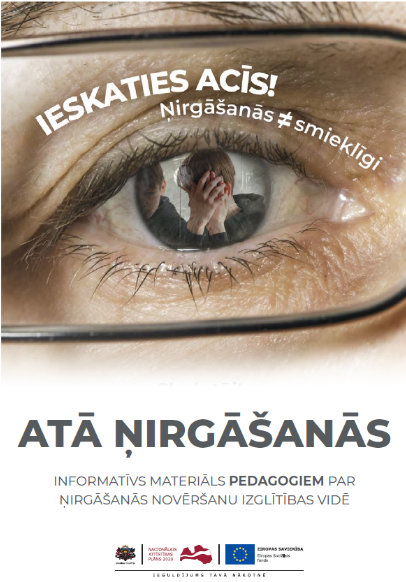 IESKATIES ACĪS!
Ņirgāšanās ≠ smieklīgi
ATĀ ŅIRGĀŠANĀS
INFORMATĪVS MATERIĀLS PEDAGOGIEM PAR
ŅIRGĀŠANĀS NOVĒRŠANU IZGLĪTĪBAS VIDĒ
NACIONĀLAIS
ATTĪSTĪBAS
PLĀNS 2020
EIROPAS SAVIENĪBA
Eiropas Sociālais
fonds
IEGULDĪJUMS TAVĀ NĀKOTNĒ